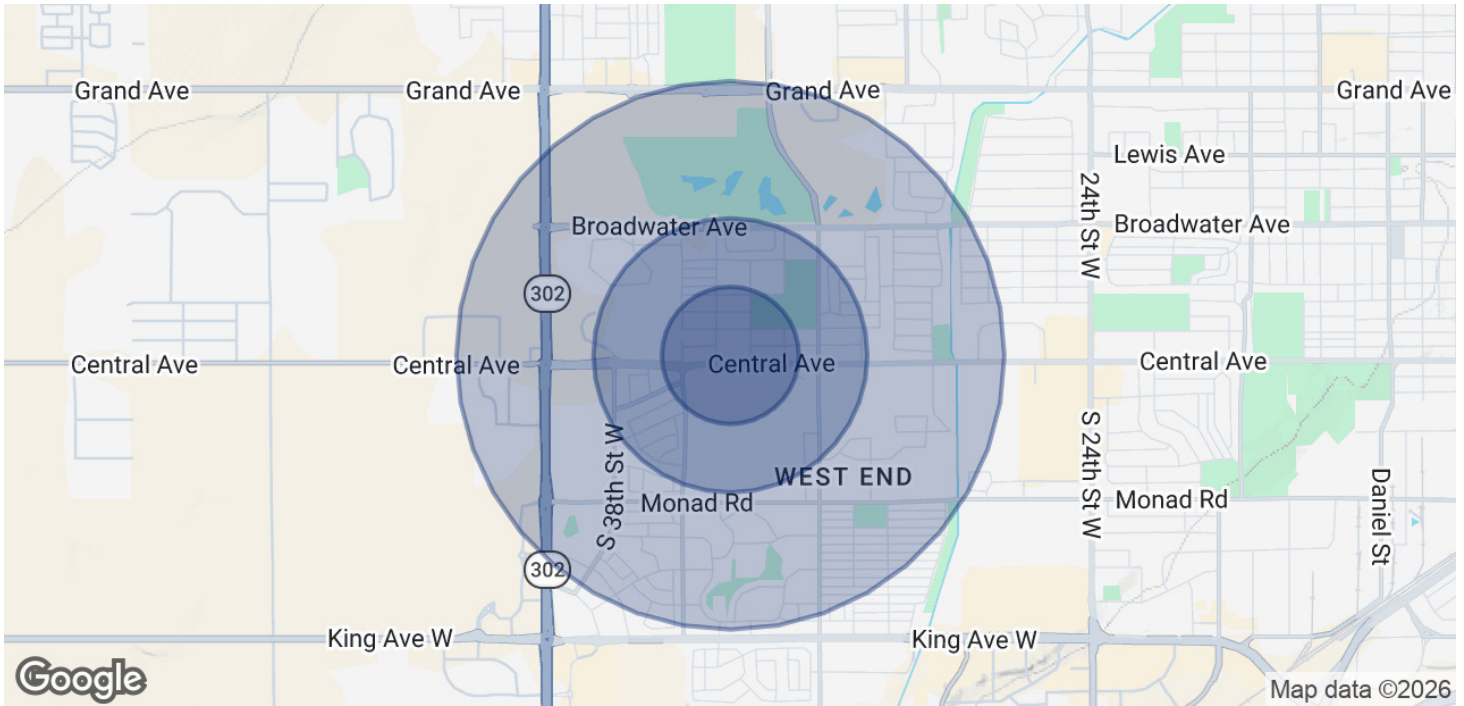 Grand Ave
Grand Ave
Grand Ave
Grand Ave
Lewis Ave
24th St W
Broadwater Ave
Broadwater Ave
302
Central Ave
Central Ave
Central Ave
Central Ave
S 38th St W
S 24th St W
WEST END
Monad Rd
Monad Rd
Daniel St
302
King Ave W
King Ave W
Google
Map data ©2026